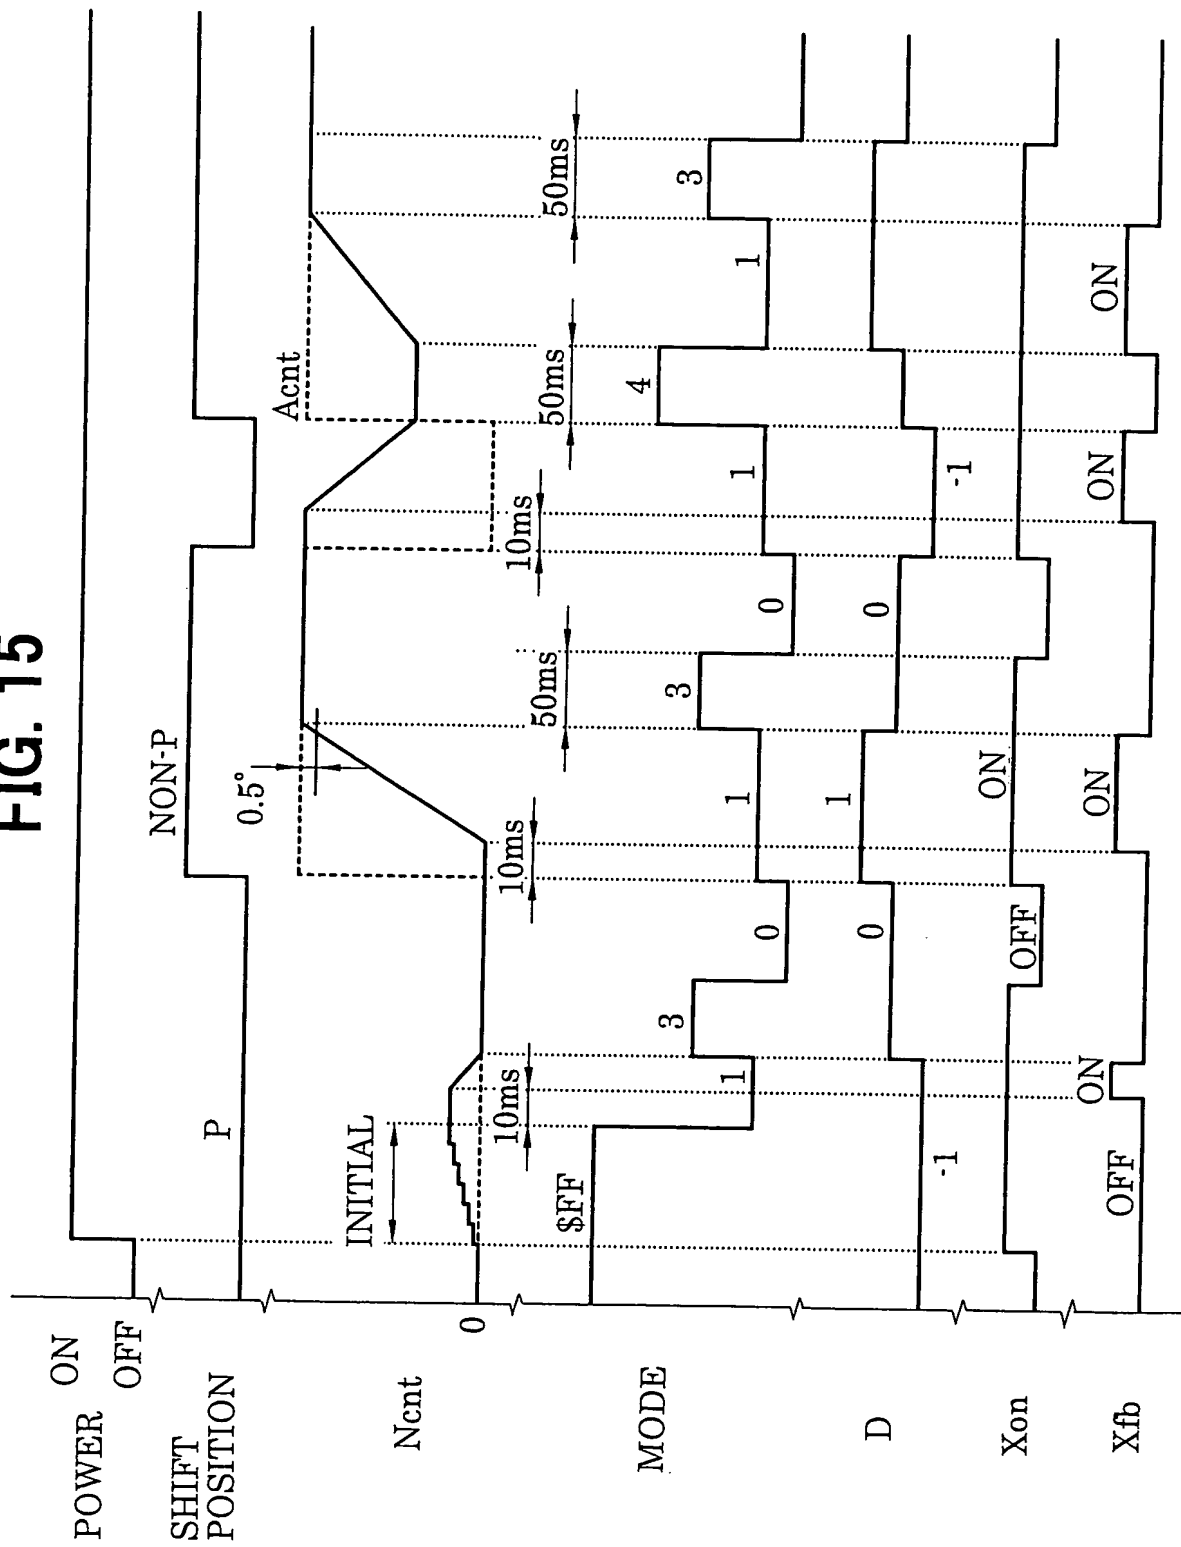 FIG. 15
POWER
ON
OFF
SHIFT
POSITION
P
NON-P
Ncnt
0
INITIAL
0.5°
Acnt
10ms
10ms
50ms
10ms
50ms
50ms
MODE
$FF
1
3
0
1
3
0
1
4
1
3
D
-1
0
1
0
-1
Xon
OFF
ON
Xfb
OFF
ON
ON
ON
ON